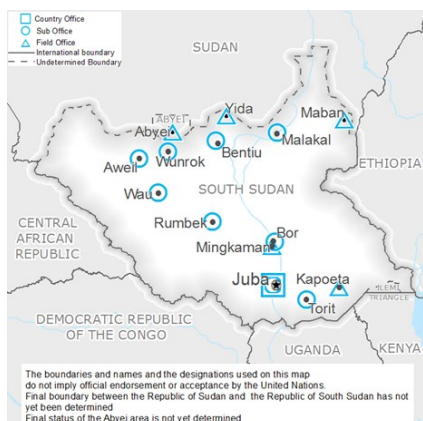 Country Office
Sub Office
Field Office
International boundary
Undetermined Boundary
SUDAN
ABYEI
Yida
Maban
Abyei
Wunrok
Bentiu
Malakal
Aweil
ETHIOPIA
Wau
SOUTH SUDAN
Rumbek
CENTRAL
AFRICAN
REPUBLIC
Bor
Mingkaman
Juba
Kapoeta
ILEMI
TRIANGLE
Torit
DEMOCRATIC REPUBLIC
OF THE CONGO
UGANDA
KENYA
The boundaries and names and the designations used on this map
do not imply official endorsement or acceptance by the United Nations.
Final boundary between the Republic of Sudan and the Republic of South Sudan has not
yet been determined
Final status of the Abyei area is not yet determined